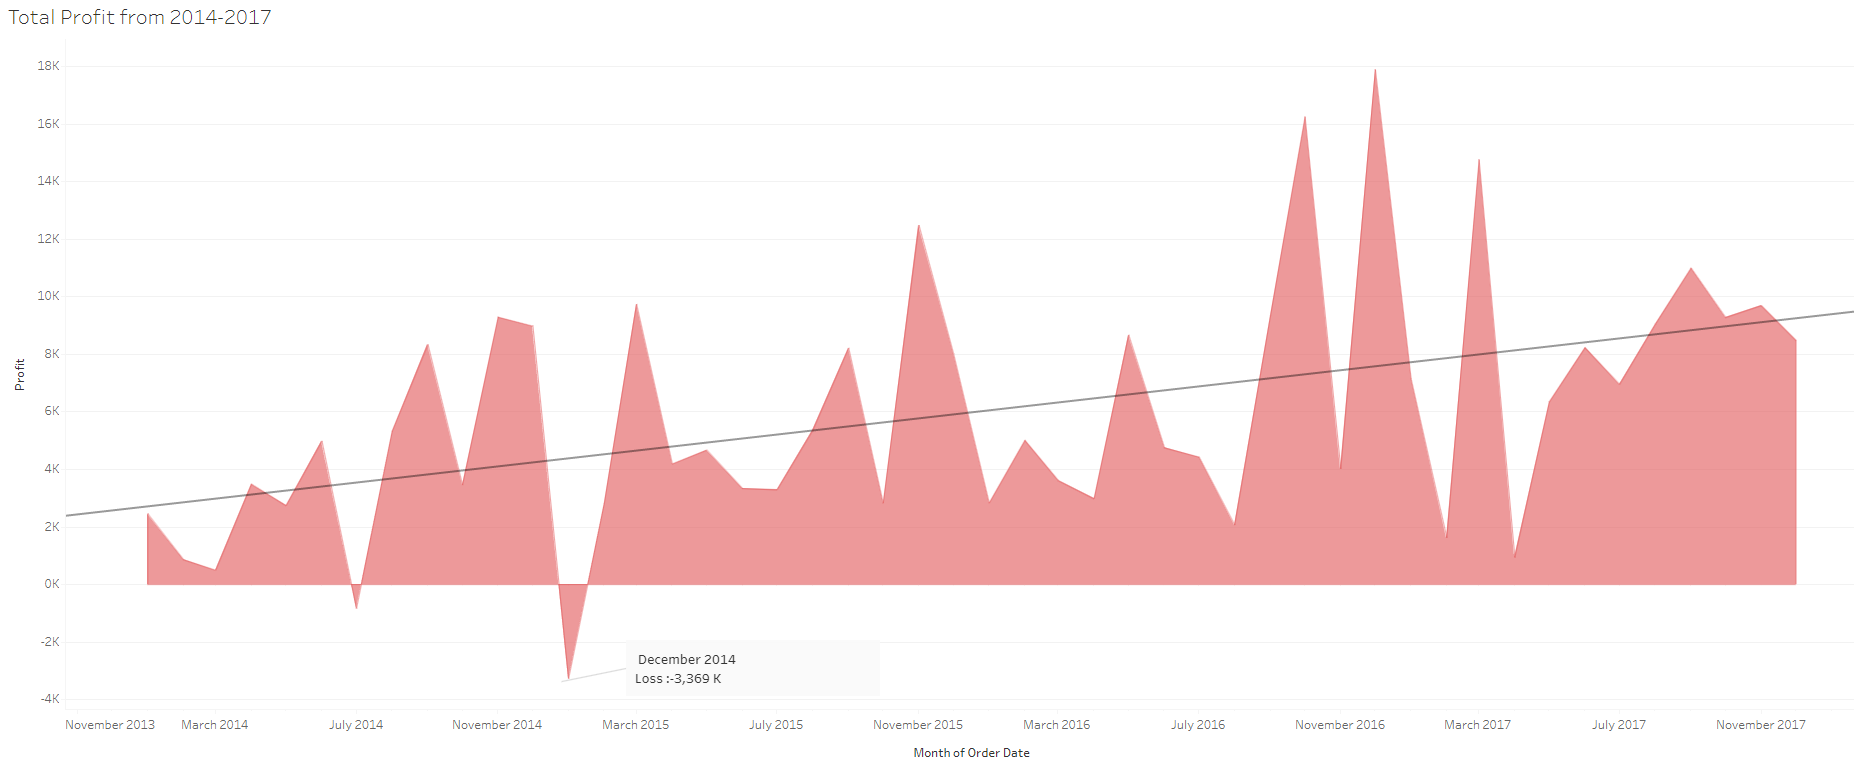 Total Profit from 2014-2017
18K
16K
14K
12K
10K
8K
6K
4K
2K
0K
-2K
-4K
Profit
December 2014
Loss :-3,369 K
November 2013 March 2014 July 2014 November 2014 March 2015 July 2015 November 2015 March 2016 July 2016 November 2016 March 2017 July 2017 November 2017
Month of Order Date